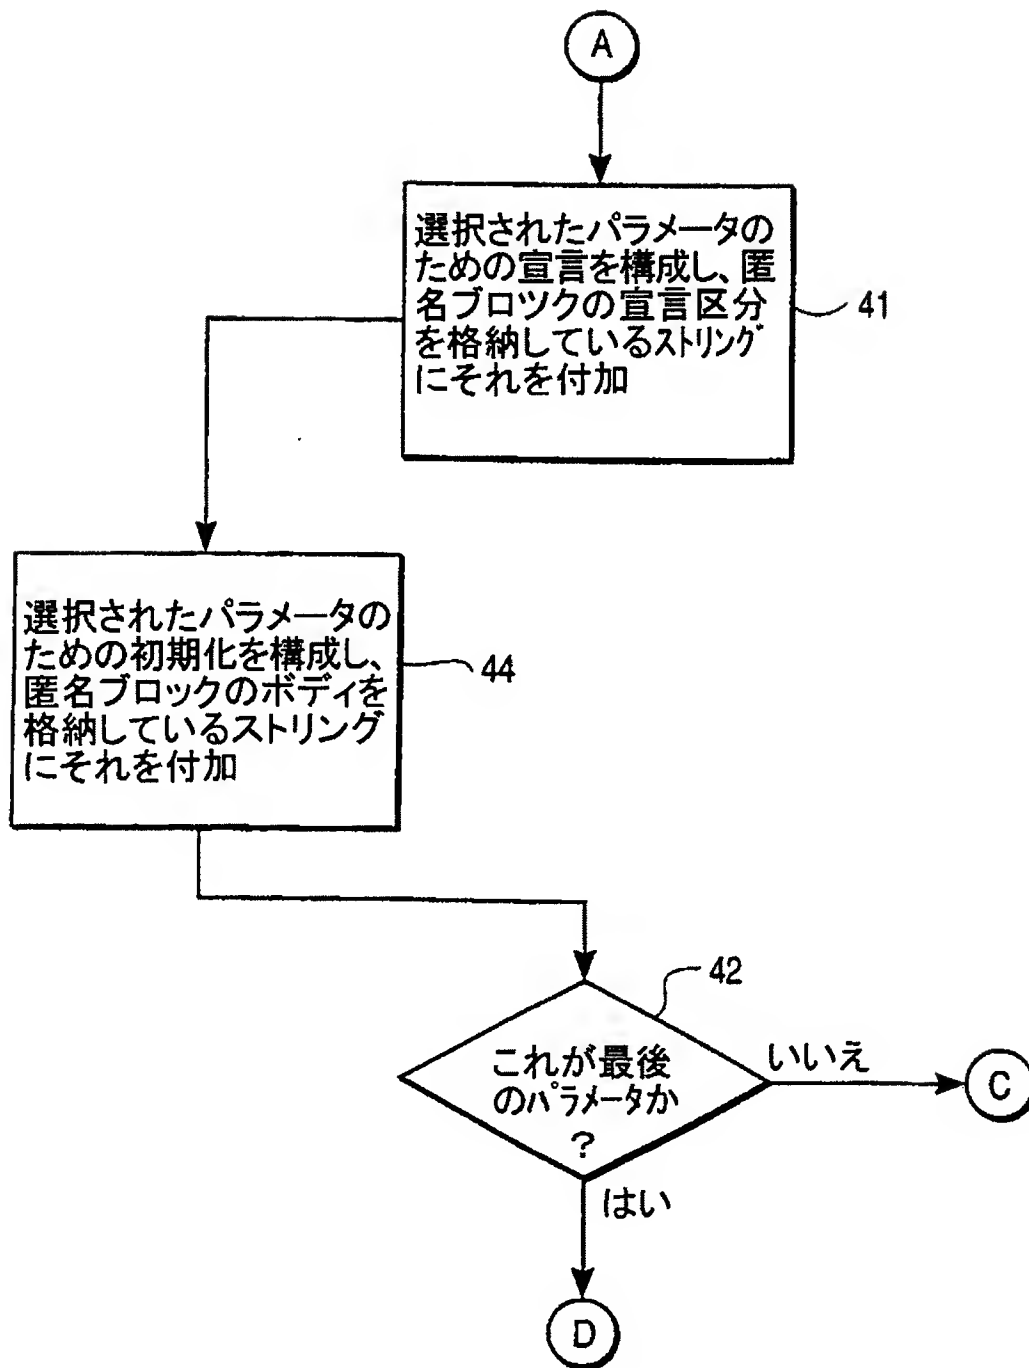 A
選択されたパラメータの
ための宣言を構成し、匿
名ブロツクの宣言区分
を格納しているストリング
にそれを付加
41
選択されたパラメータの
ための初期化を構成し、
匿名ブロックのボディを
格納しているストリング
にそれを付加
44
42
これが最後
のパラメータか
?
いいえ
C
はい
D